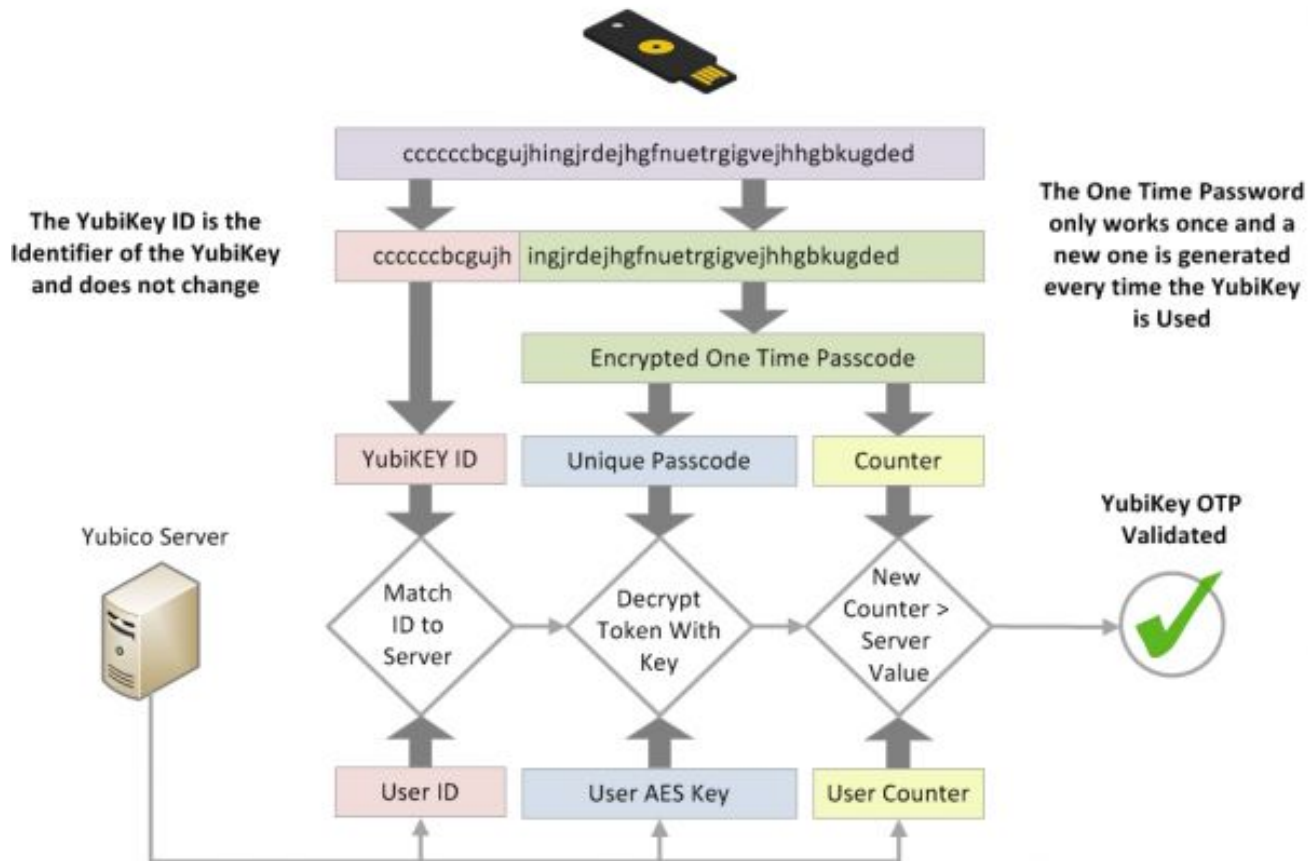 ccccccbcgujhingjrdejhgfnuetrgigvejhhgbkugded
The YubiKey ID is the
Identifier of the YubiKey
and does not change
ccccccbcgujh
ingjrdejhgfnuetrgigvejhhgbkugded
The One Time Password
only works once and a
new one is generated
every time the YubiKey
is Used
Encrypted One Time Passcode
YubiKEY ID
Unique Passcode
Counter
Yubico Server
Match
ID to
Server
Decrypt
Token With
Key
New
Counter >
Server
Value
YubiKey OTP
Validated
User ID
User AES Key
User Counter